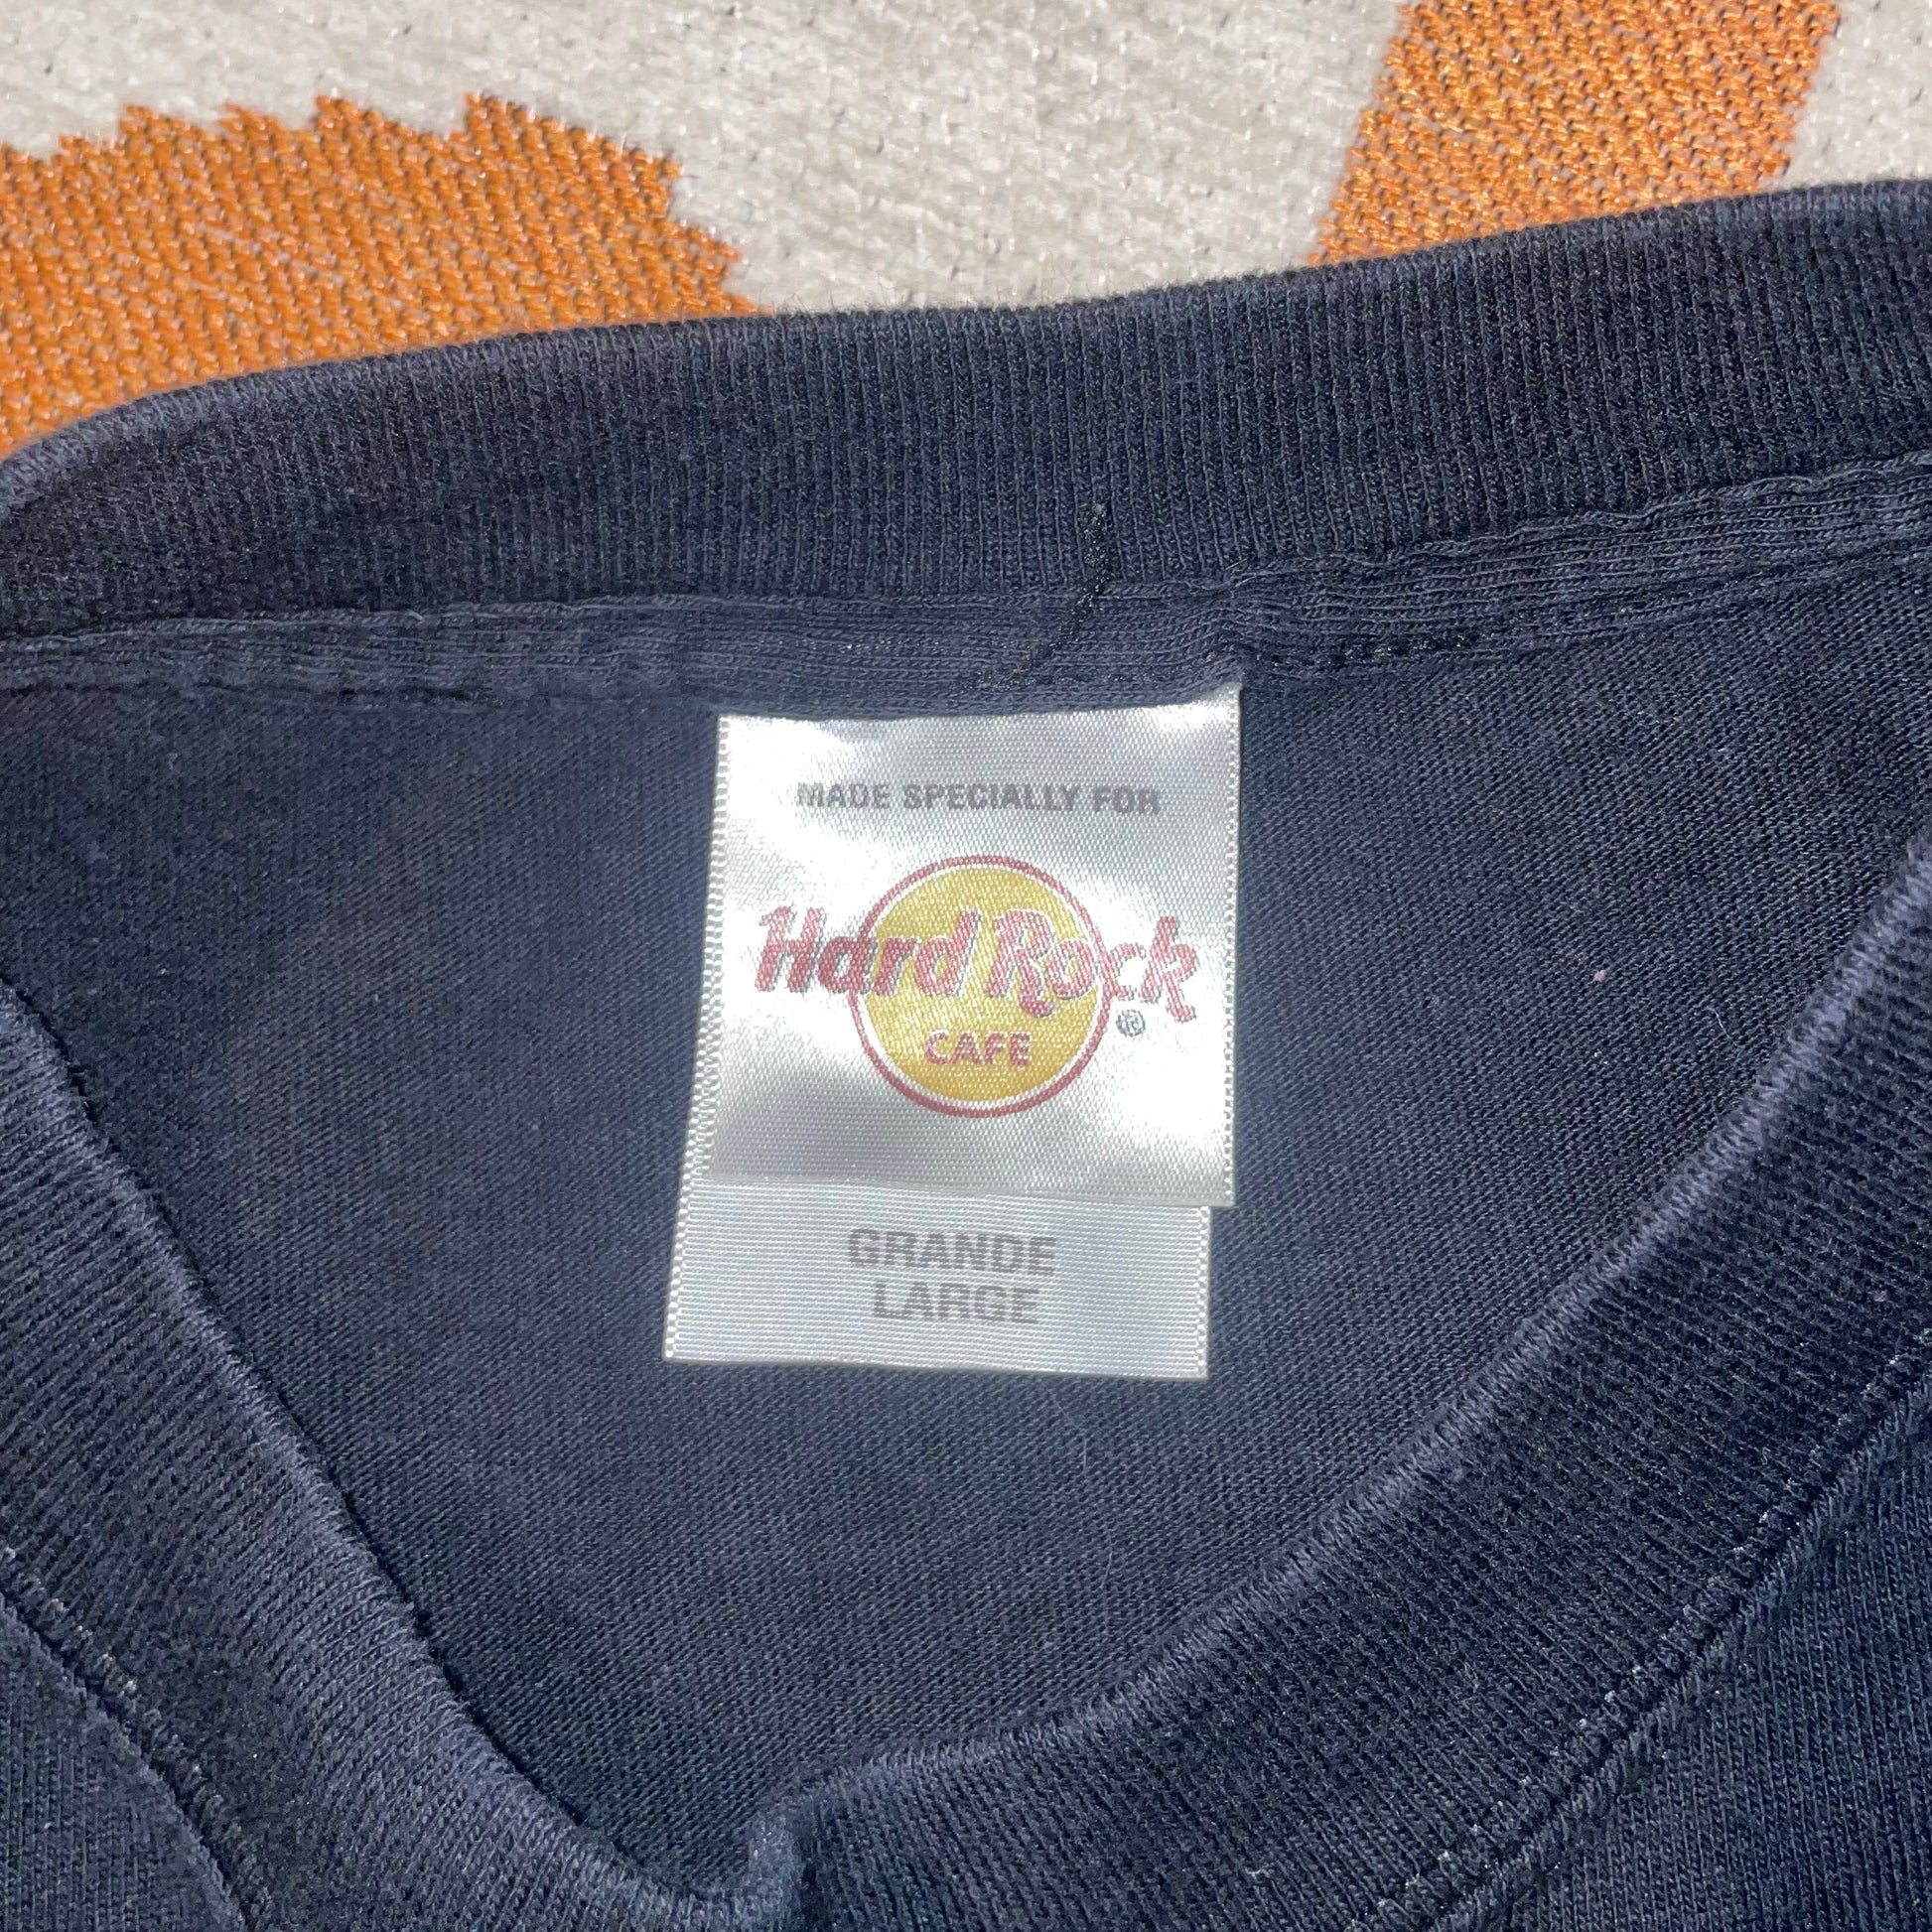 MADE SPECIALLY FOR
Hard Rock
®
CAFE
GRANDE
LARGE